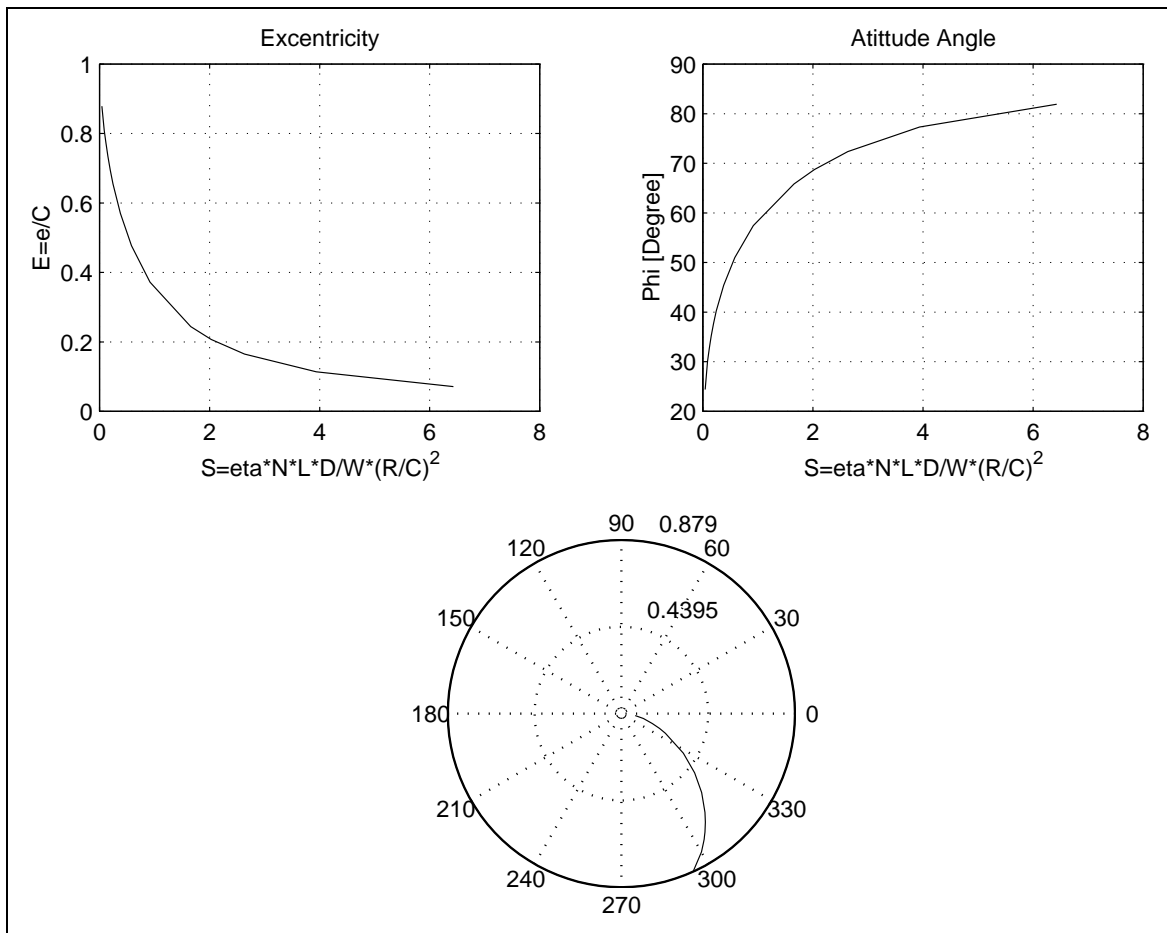 Excentricity
1
0.8
0.6
0.4
0.2
0
E=e/C
0 2 4 6 8
S=eta*N*L*D/W*(R/C)^2
Atittude Angle
90
80
70
60
50
40
30
20
Phi [Degree]
0 2 4 6 8
S=eta*N*L*D/W*(R/C)^2
90 0.879
120 60
0.4395
150 30
180 0
210 330
240 300
270